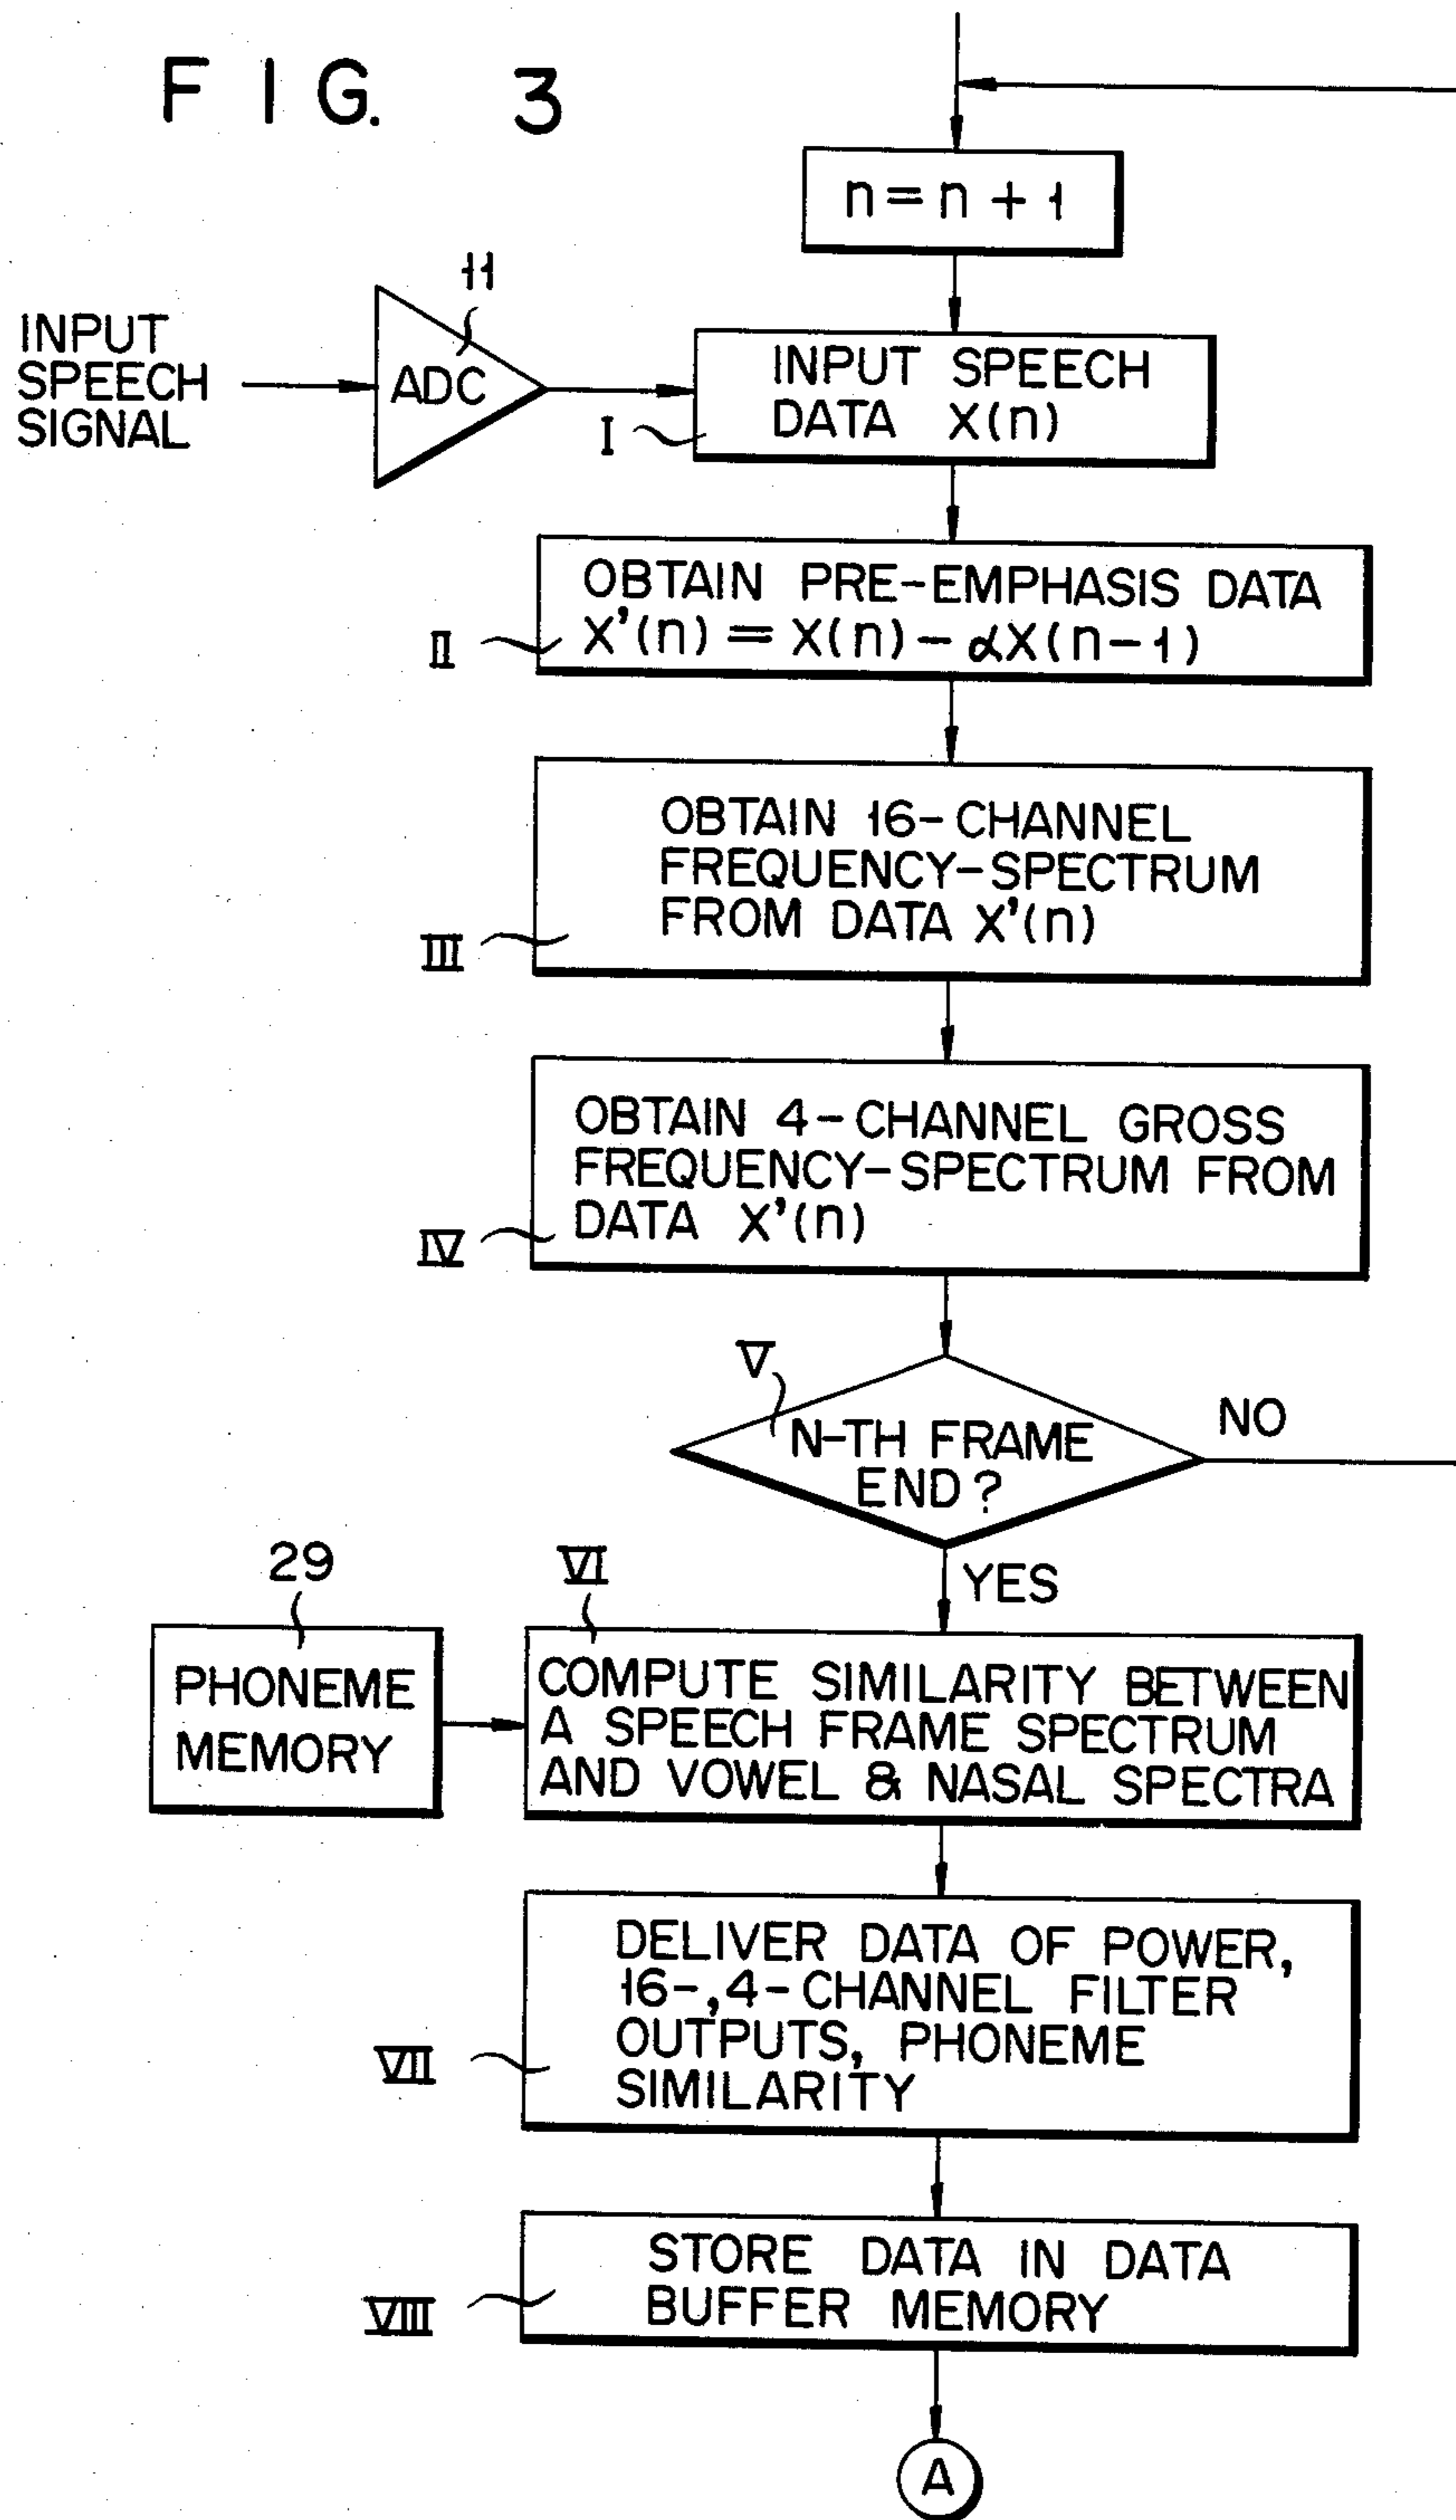 FIG. 3
n=n+1
11
INPUT
SPEECH
SIGNAL
ADC
INPUT SPEECH
DATA X(n)
I
OBTAIN PRE-EMPHASIS DATA
X'(n) = X(n) - αX(n-1)
II
OBTAIN 16-CHANNEL
FREQUENCY-SPECTRUM
FROM DATA X'(n)
III
OBTAIN 4-CHANNEL GROSS
FREQUENCY-SPECTRUM FROM
DATA X'(n)
IV
V
N-TH FRAME
END?
NO
YES
29
VI
PHONEME
MEMORY
COMPUTE SIMILARITY BETWEEN
A SPEECH FRAME SPECTRUM
AND VOWEL & NASAL SPECTRA
DELIVER DATA OF POWER,
16-,4-CHANNEL FILTER
OUTPUTS, PHONEME
SIMILARITY
VII
STORE DATA IN DATA
BUFFER MEMORY
VIII
A